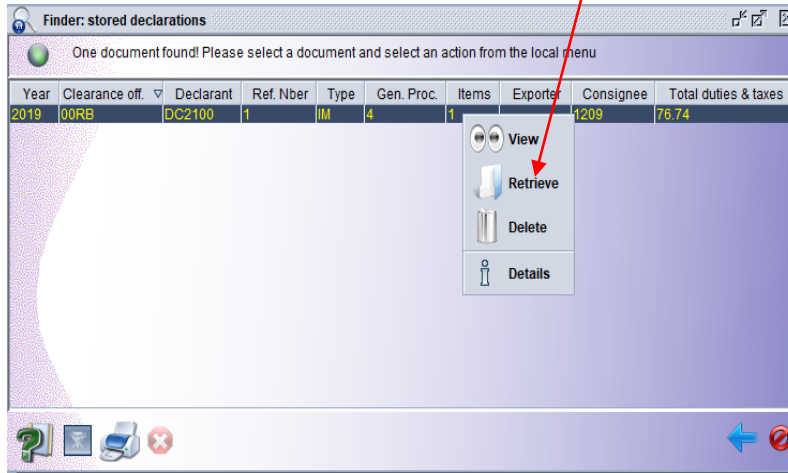 Finder: stored declarations
One document found! Please select a document and select an action from the local menu
Year Clearance off. Declarant Ref. Nber Type Gen. Proc. Items Exporter Consignee Total duties & taxes
2019 00RB DC2100 1 IM 4 1 1209 76.74
View
Retrieve
Delete
Details